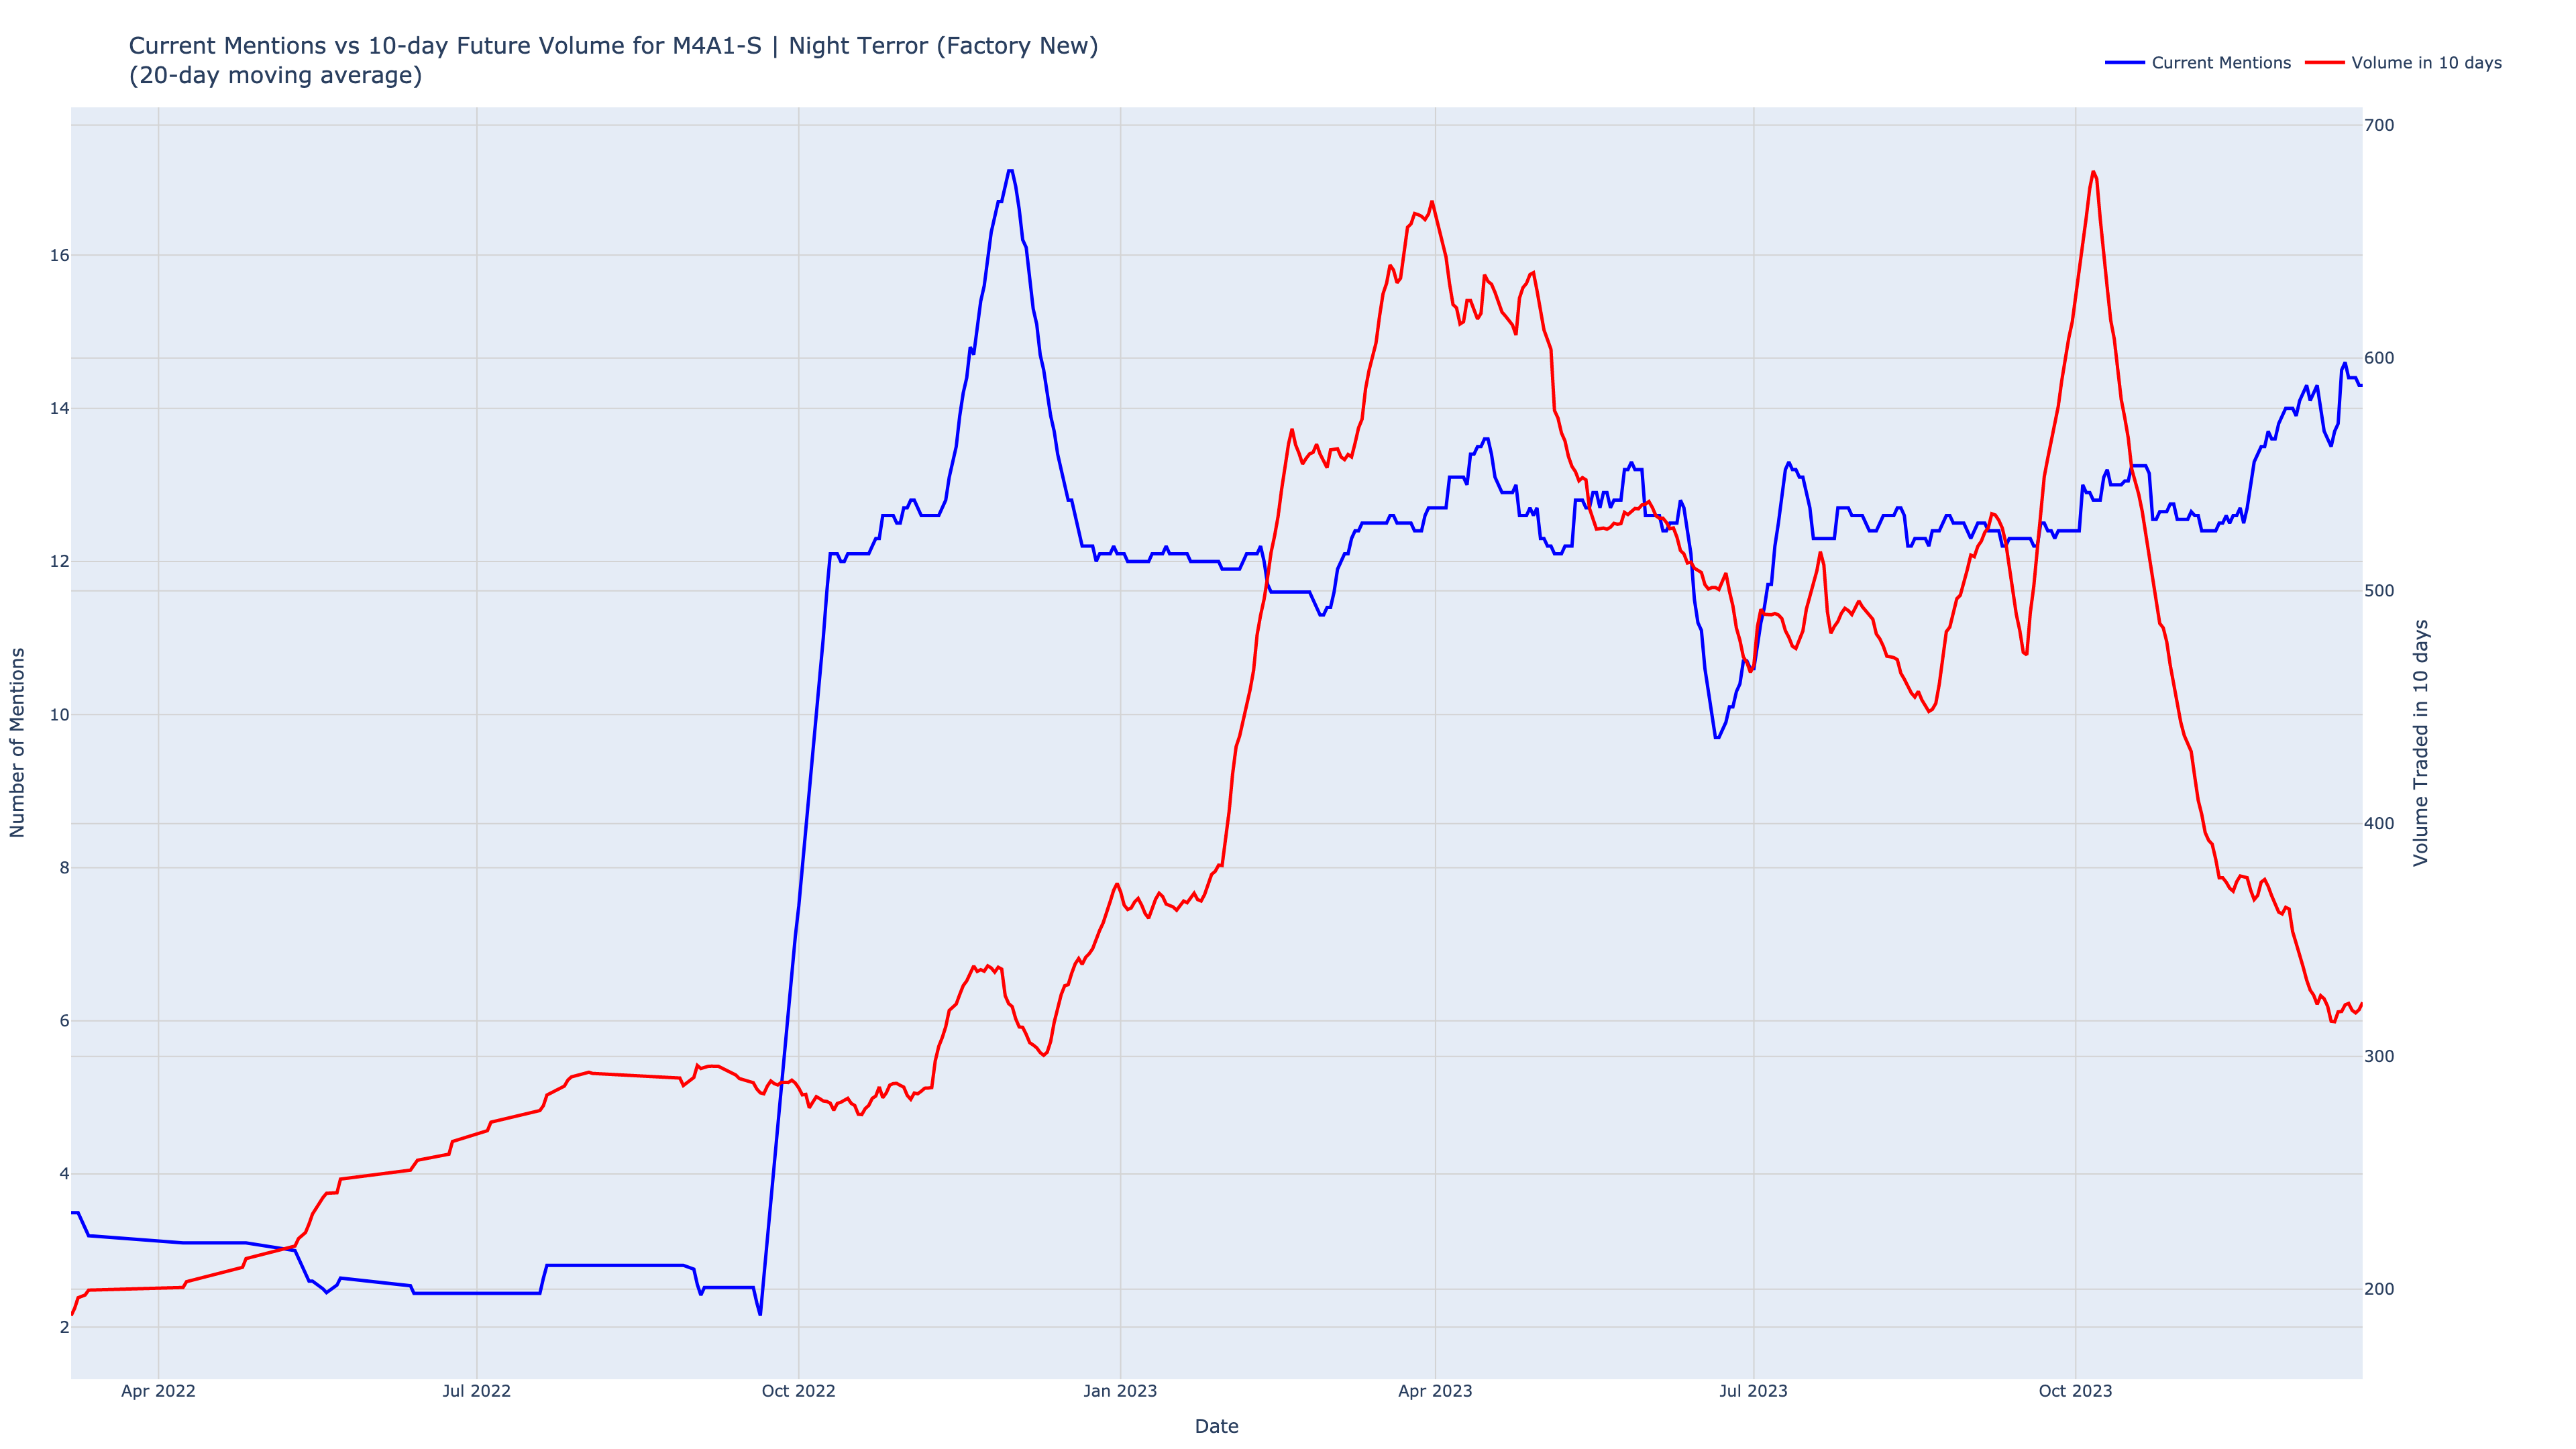 Current Mentions vs 10-day Future Volume for M4A1-S | Night Terror (Factory New)
(20-day moving average)
Current Mentions
Volume in 10 days
16
14
12
10
8
6
4
2
Number of Mentions
700
600
500
400
300
200
Volume Traded in 10 days
Apr 2022
Jul 2022
Oct 2022
Jan 2023
Apr 2023
Jul 2023
Oct 2023
Date